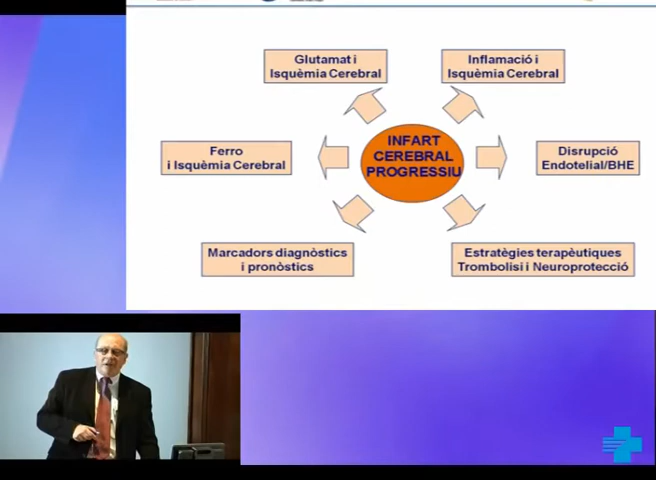 Glutamat i
Isquèmia Cerebral
Inflamació i
Isquèmia Cerebral
Ferro
i Isquèmia Cerebral
INFART
CEREBRAL
PROGRESSIU
Disrupció
Endotelial/BHE
Marcadors diagnòstics
i pronòstics
Estratègies terapèutiques
Trombolisi i Neuroprotecció